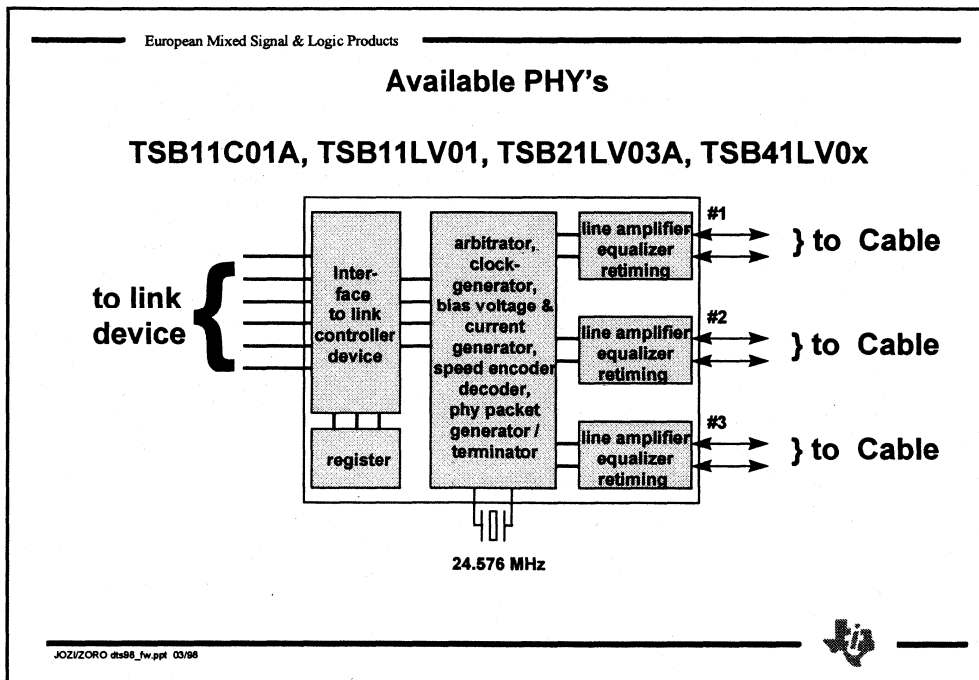 European Mixed Signal & Logic Products
Available PHY's
TSB11C01A, TSB11LV01, TSB21LV03A, TSB41LV0x
to link
device
{
Inter-
face
to link
controller
device
register
arbitrator,
clock-
generator,
bias voltage &
current
generator,
speed encoder
decoder,
phy packet
generator /
terminator
line amplifier
equalizer
retiming
#1
} to Cable
line amplifier
equalizer
retiming
#2
} to Cable
line amplifier
equalizer
retiming
#3
} to Cable
24.576 MHz
JOZI/ZORO dts98_fw.ppt 03/98
ti